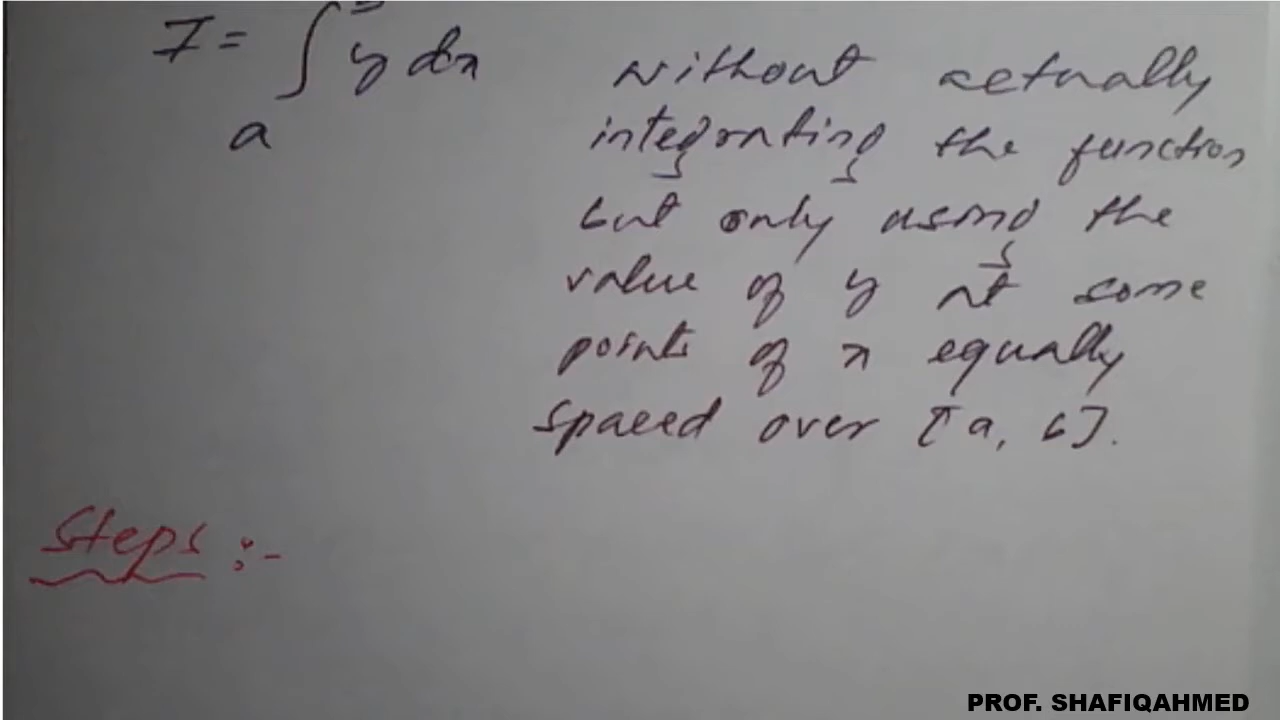 I = ∫ y dx
a
without actually
integrating the function
but only using the
value of y at some
points of x equally
spaced over [a, b].
Steps :-
PROF. SHAFIQAHMED